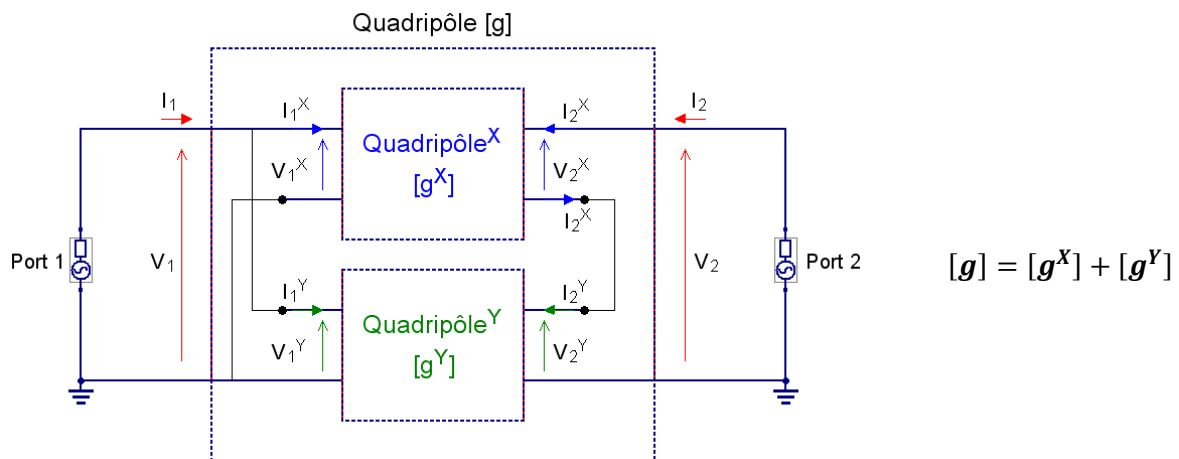 Quadripôle [g]
I₁
I₁ˣ
I₂ˣ
I₂
Quadripôleˣ
[gˣ]
V₁ˣ
V₂ˣ
I₂ˣ
Port 1
V₁
V₂
Port 2
[g] = [gˣ] + [gʸ]
I₁ʸ
I₂ʸ
Quadripôleʸ
[gʸ]
V₁ʸ
V₂ʸ